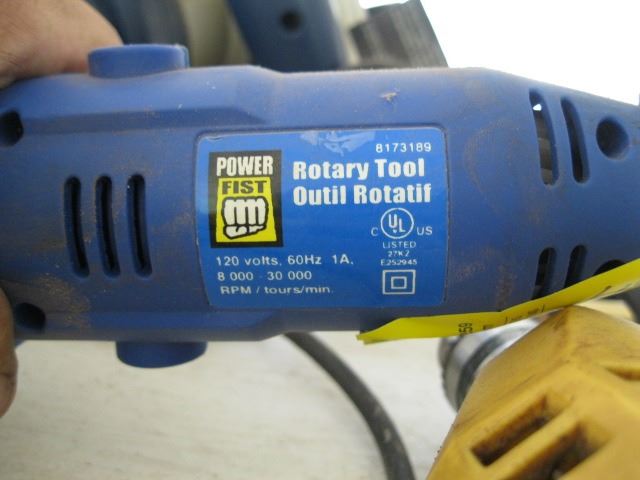 8173189
POWER
FIST
Rotary Tool
Outil Rotatif
UL
C US
LISTED
27KZ
E252945
120 volts, 60Hz 1A,
8 000 - 30 000
RPM / tours/min.